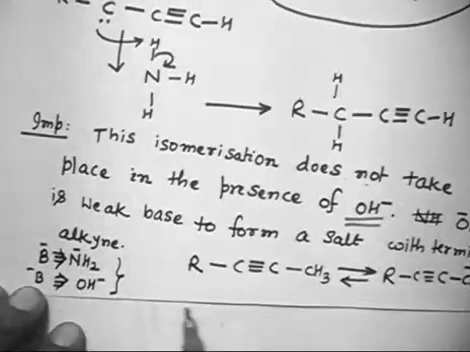 R - C - C≡C-H
H
N - H
H
H
R - C - C≡C-H
H
Imp: This isomerisation does not take
place in the presence of OH⁻.
is weak base to form a salt with
alkyne.
B̄ ⇛ N̄H₂
⁻B ⇛ OH⁻ }
R - C≡C - CH₃ ⇌ R - C≡C -